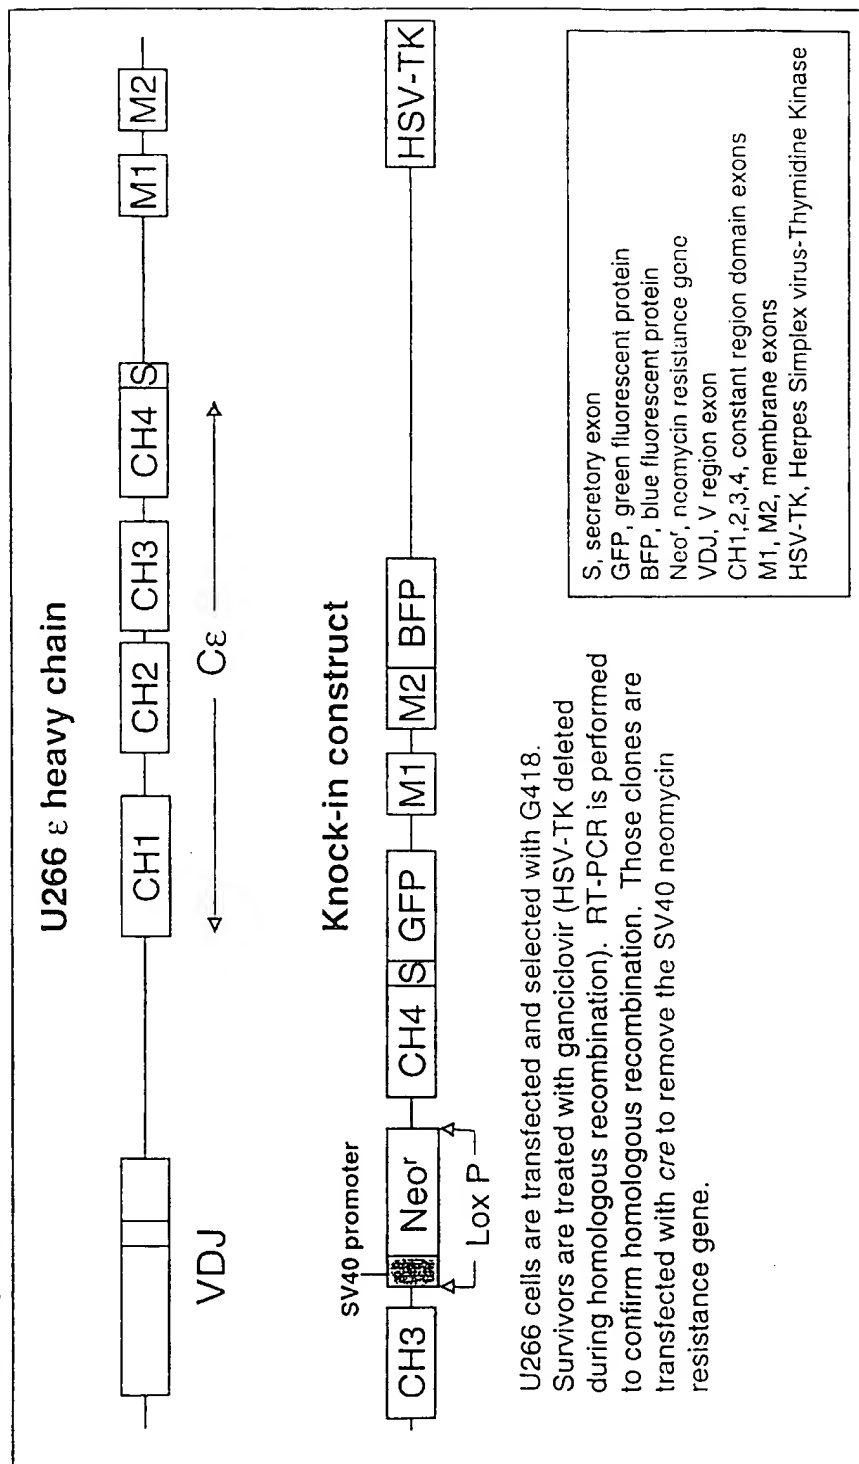 U266 ε heavy chain
VDJ
CH1
CH2
CH3
CH4
S
M1
M2
Cε
Knock-in construct
SV40 promoter
CH3
Neoʳ
CH4
S
GFP
M1
M2
BFP
HSV-TK
Lox P
U266 cells are transfected and selected with G418.
Survivors are treated with ganciclovir (HSV-TK deleted
during homologous recombination). RT-PCR is performed
to confirm homologous recombination. Those clones are
transfected with cre to remove the SV40 neomycin
resistance gene.
S, secretory exon
GFP, green fluorescent protein
BFP, blue fluorescent protein
Neoʳ, neomycin resistance gene
VDJ, V region exon
CH1,2,3,4, constant region domain exons
M1, M2, membrane exons
HSV-TK, Herpes Simplex virus-Thymidine Kinase